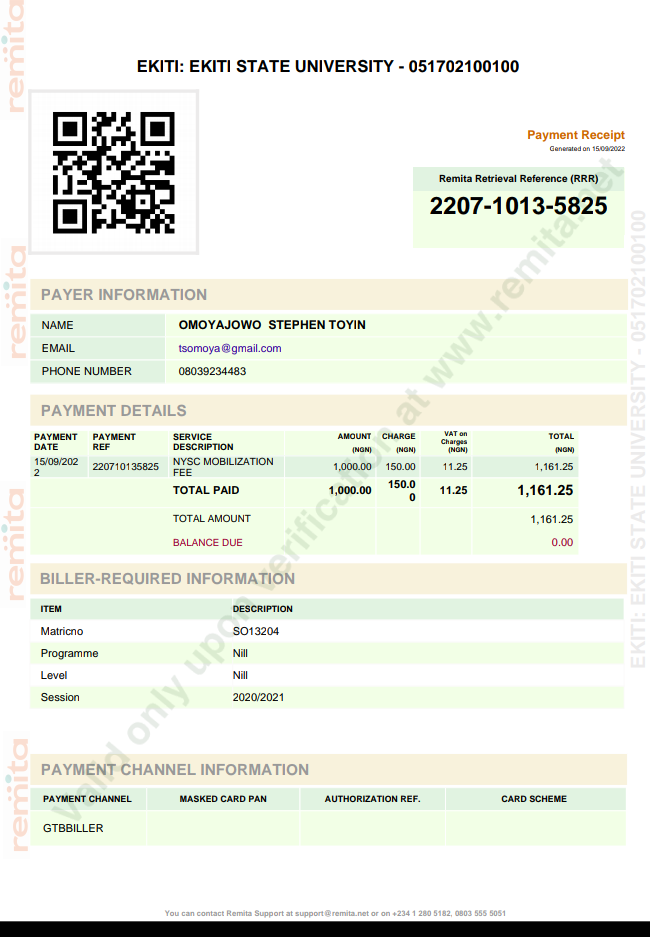 EKITI: EKITI STATE UNIVERSITY - 051702100100
Payment Receipt
Generated on 15/09/2022
Remita Retrieval Reference (RRR)
2207-1013-5825
PAYER INFORMATION
NAME OMOYAJOWO STEPHEN TOYIN
EMAIL tsomoya@gmail.com
PHONE NUMBER 08039234483
PAYMENT DETAILS
PAYMENT DATE PAYMENT REF SERVICE DESCRIPTION AMOUNT (NGN) CHARGE (NGN) VAT on Charges (NGN) TOTAL (NGN)
15/09/202
2 220710135825 NYSC MOBILIZATION
FEE 1,000.00 150.00 11.25 1,161.25
TOTAL PAID 1,000.00 150.0
0 11.25 1,161.25
TOTAL AMOUNT 1,161.25
BALANCE DUE 0.00
BILLER-REQUIRED INFORMATION
ITEM DESCRIPTION
Matricno SO13204
Programme Nill
Level Nill
Session 2020/2021
PAYMENT CHANNEL INFORMATION
PAYMENT CHANNEL MASKED CARD PAN AUTHORIZATION REF. CARD SCHEME
GTBBILLER
You can contact Remita Support at support@remita.net or on +234 1 280 5182, 0803 555 5051
Valid only upon verification at www.remita.net
EKITI: EKITI STATE UNIVERSITY - 051702100100
remita
remita
remita
remita